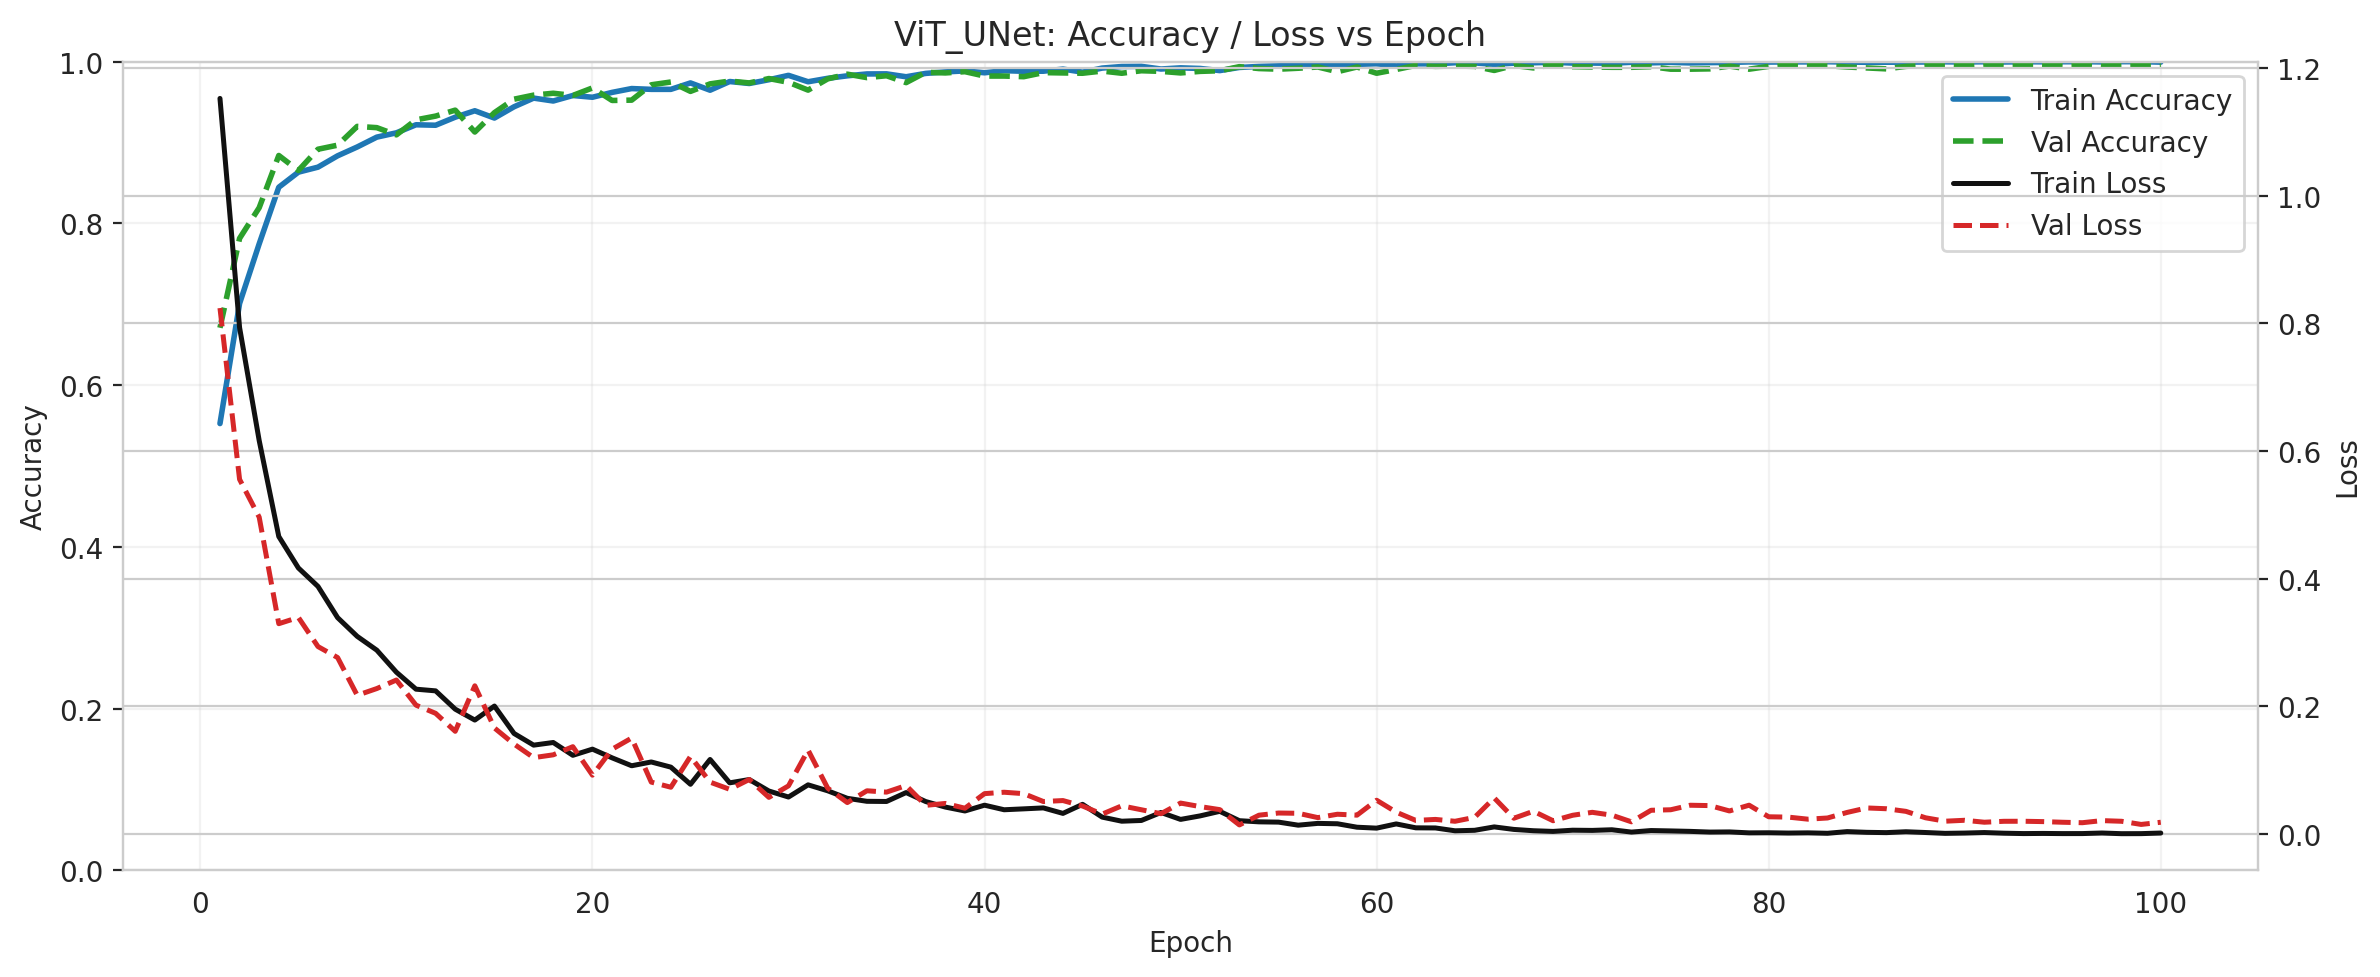 ViT_UNet: Accuracy / Loss vs Epoch
1.0
0.8
0.6
0.4
0.2
0.0
Accuracy
1.2
1.0
0.8
0.6
0.4
0.2
0.0
Loss
Train Accuracy
Val Accuracy
Train Loss
Val Loss
0 20 40 60 80 100
Epoch